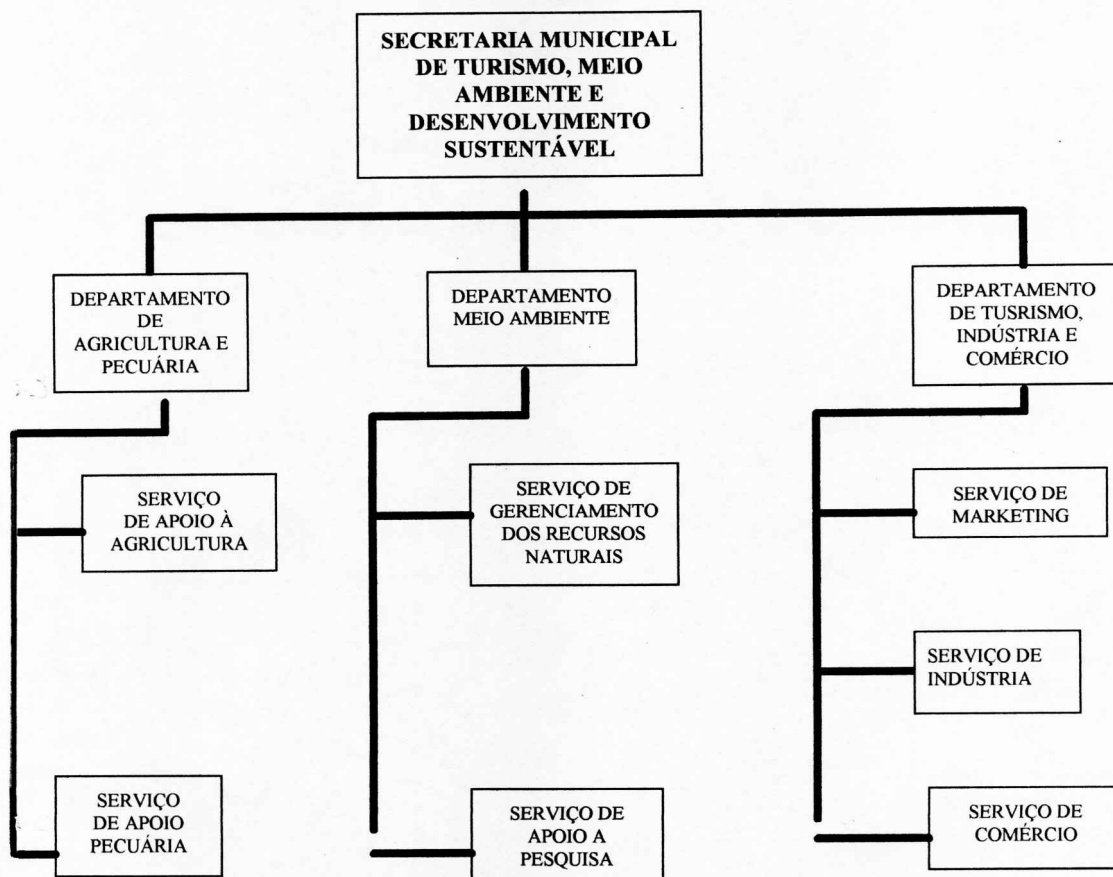 SECRETARIA MUNICIPAL
DE TURISMO, MEIO
AMBIENTE E
DESENVOLVIMENTO
SUSTENTÁVEL
DEPARTAMENTO
DE
AGRICULTURA E
PECUÁRIA
DEPARTAMENTO
MEIO AMBIENTE
DEPARTAMENTO
DE TUSRISMO,
INDÚSTRIA E
COMÉRCIO
SERVIÇO
DE APOIO À
AGRICULTURA
SERVIÇO DE
GERENCIAMENTO
DOS RECURSOS
NATURAIS
SERVIÇO DE
MARKETING
SERVIÇO DE
INDÚSTRIA
SERVIÇO
DE APOIO
PECUÁRIA
SERVIÇO DE
APOIO A
PESQUISA
SERVIÇO DE
COMÉRCIO